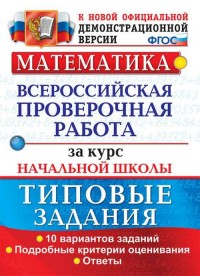 К НОВОЙ ОФИЦИАЛЬНОЙ
ДЕМОНСТРАЦИОННОЙ
ВЕРСИИ
ФГОС
МАТЕМАТИКА
ВСЕРОССИЙСКАЯ
ПРОВЕРОЧНАЯ
РАБОТА
ЗА КУРС
НАЧАЛЬНОЙ ШКОЛЫ
ТИПОВЫЕ
ЗАДАНИЯ
• 10 вариантов заданий
• Подробные критерии оценивания
• Ответы